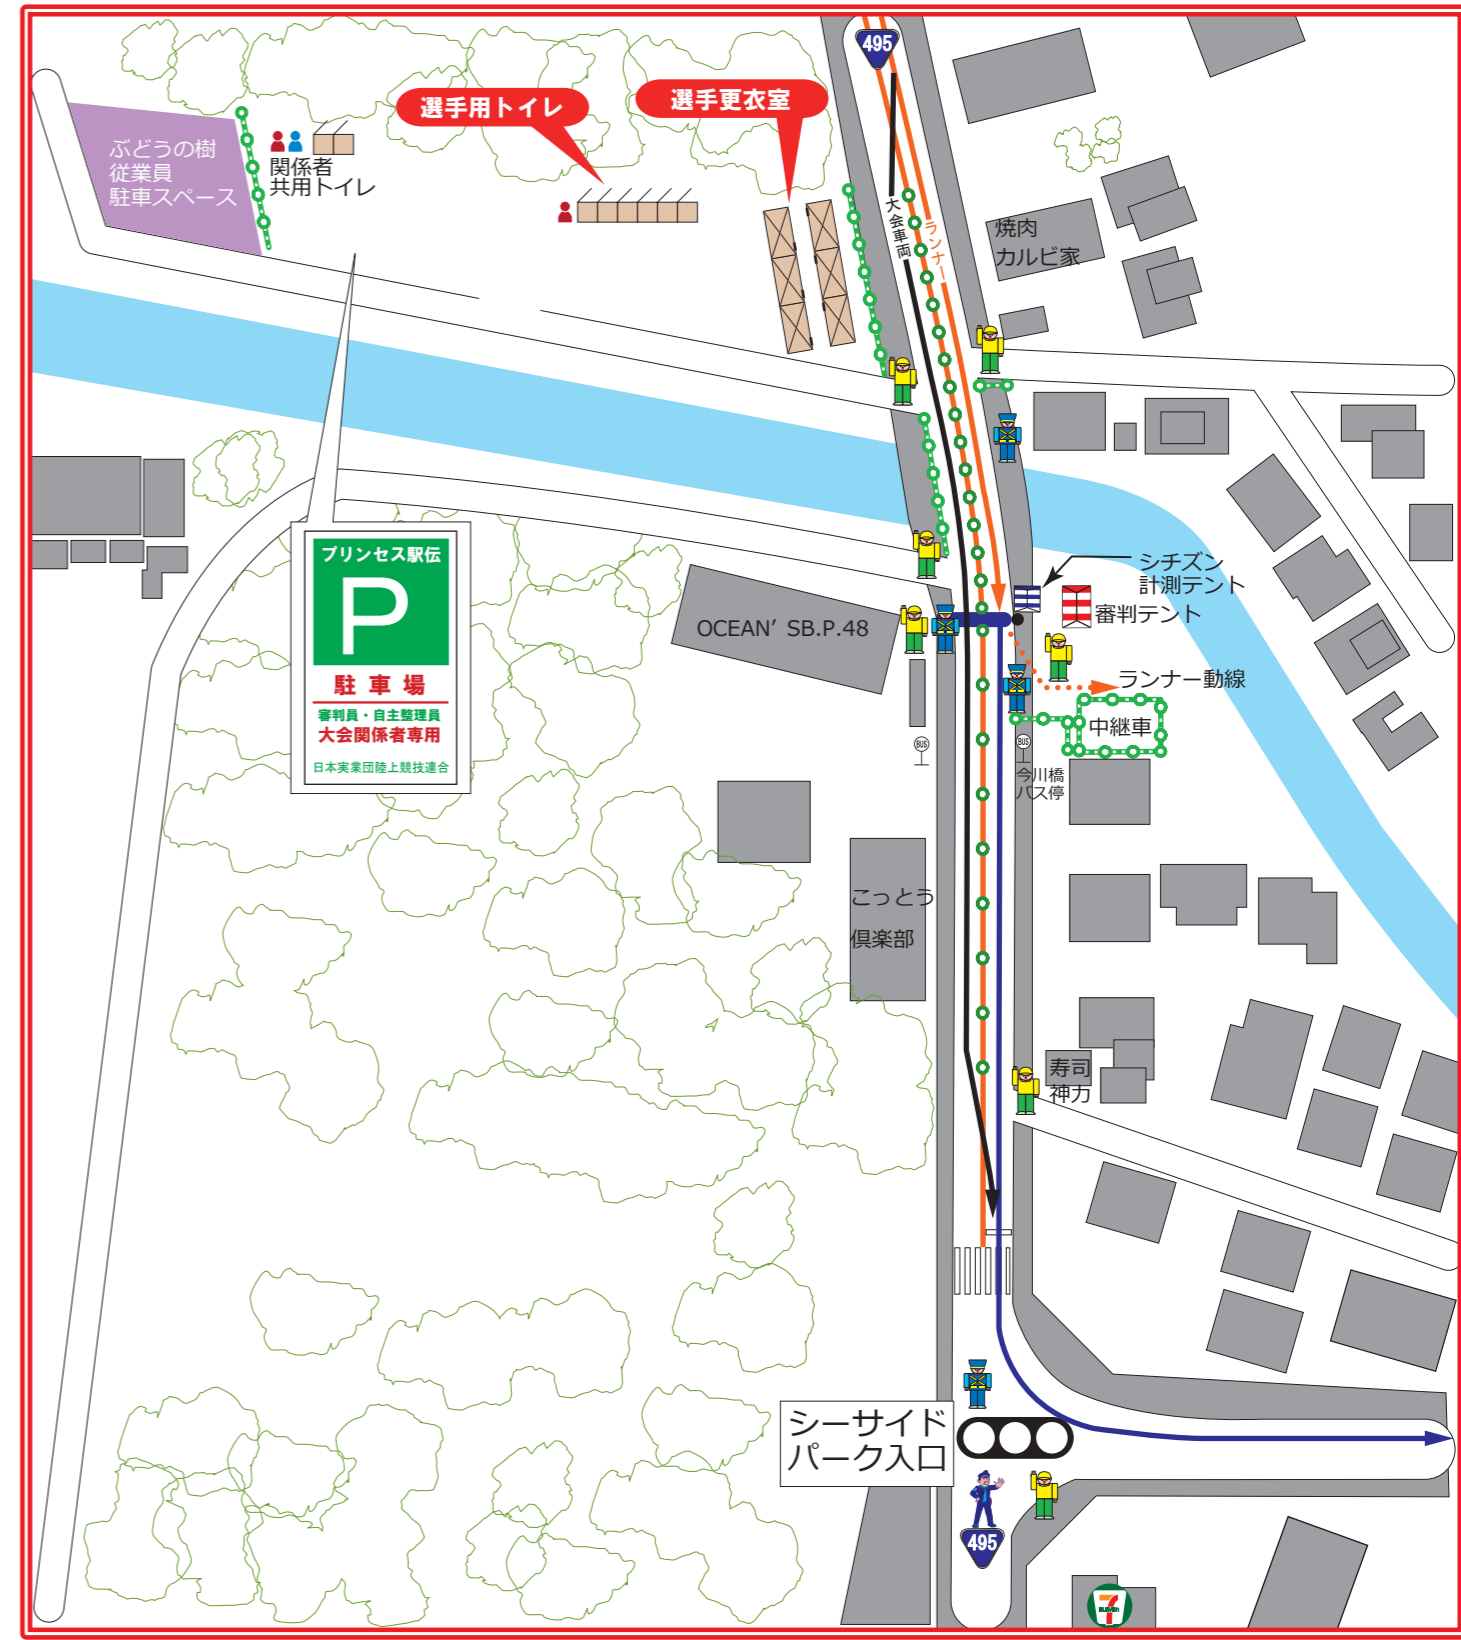 495
選手用トイレ
選手更衣室
ぶどうの樹
従業員
駐車スペース
関係者
共用トイレ
大会車両
ランナー
焼肉
カルビ家
プリンセス駅伝
P
駐車場
審判員・自主整理員
大会関係者専用
日本実業団陸上競技連合
シチズン
計測テント
審判テント
OCEAN' SB.P.48
ランナー動線
中継車
BUS
BUS
今川橋
バス停
こっとう
倶楽部
寿司
神力
シーサイド
パーク入口
495
7
ELEVEN